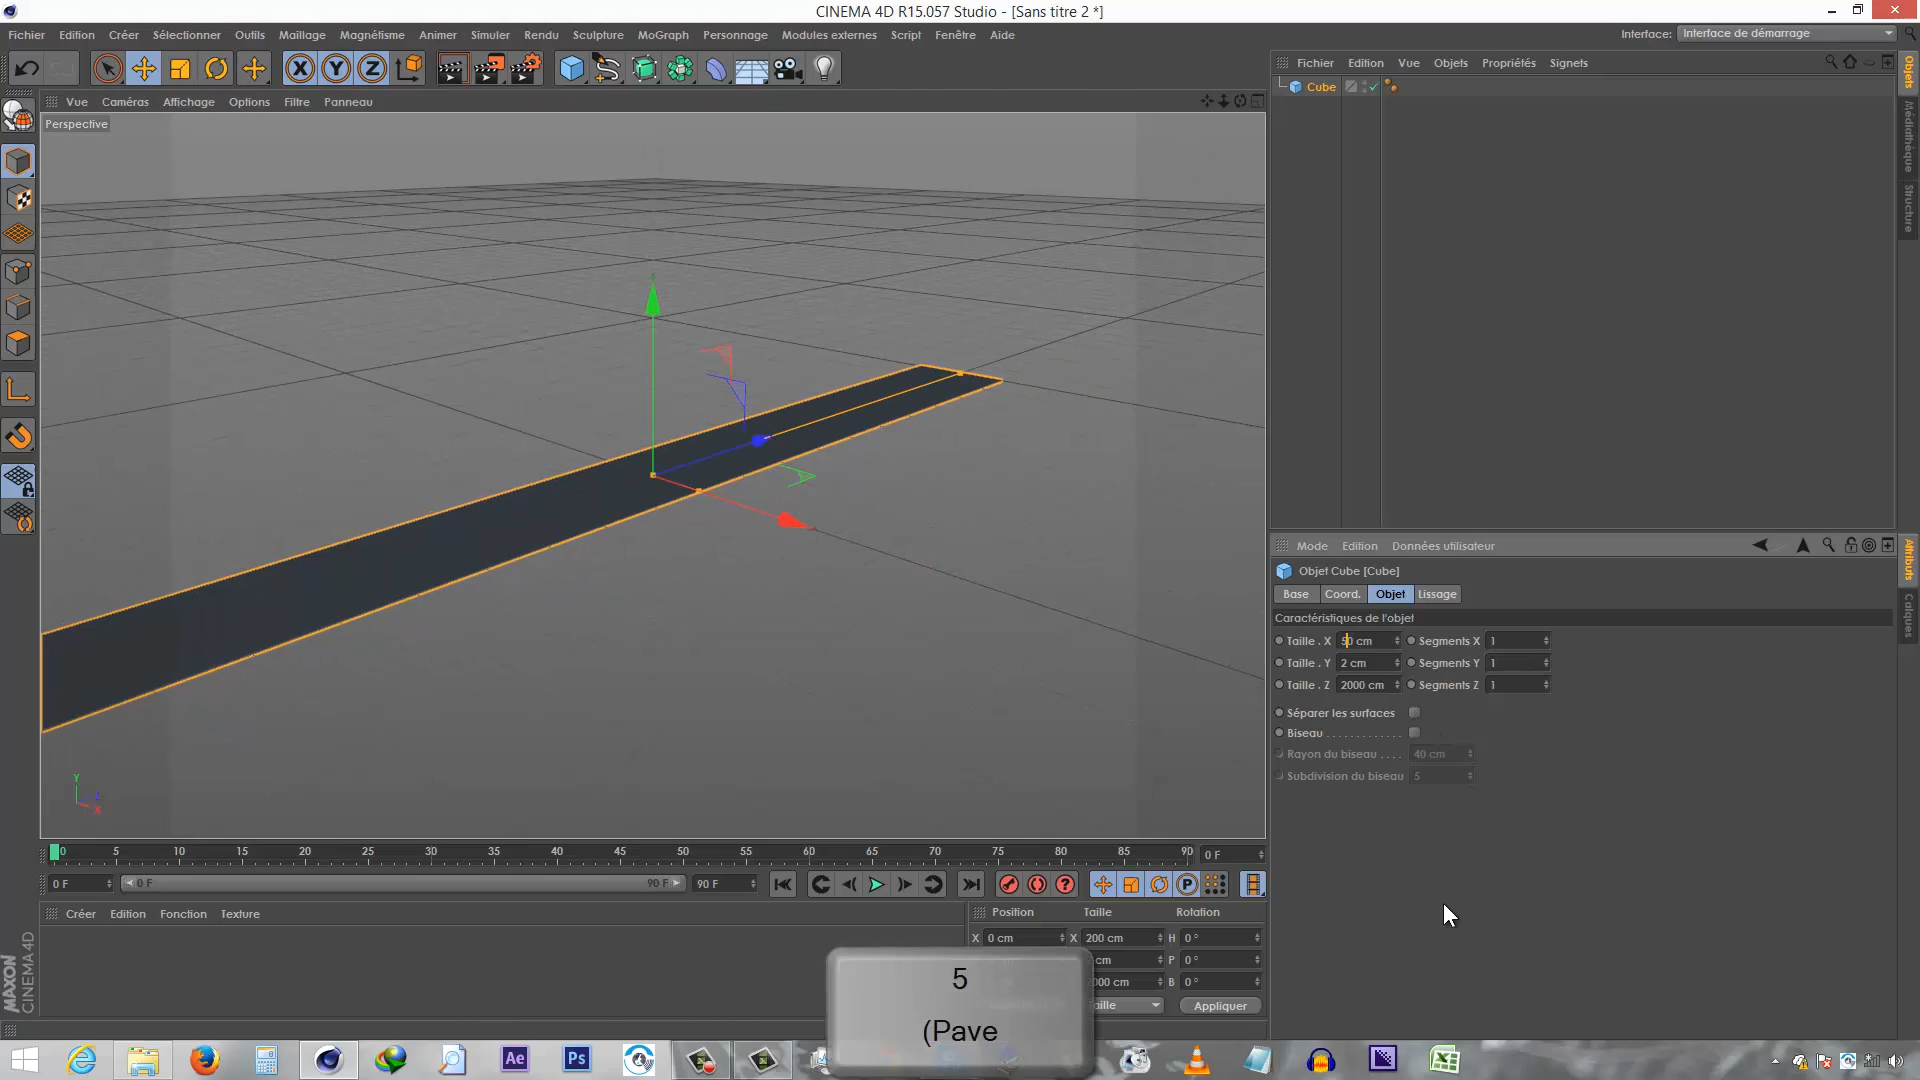 CINEMA 4D R15.057 Studio - [Sans titre 2 *]
Fichier Edition Créer Sélectionner Outils Maillage Magnétisme Animer Simuler Rendu Sculpture MoGraph Personnage Modules externes Script Fenêtre Aide
Interface: Interface de démarrage
X Y Z
Fichier Edition Vue Objets Propriétés Signets
Cube
Objets
Médiathèque
Structure
Vue Caméras Affichage Options Filtre Panneau
Perspective
Mode Edition Données utilisateur
Objet Cube [Cube]
Base Coord. Objet Lissage
Caractéristiques de l'objet
Taille . X 50 cm Segments X 1
Taille . Y 2 cm Segments Y 1
Taille . Z 2000 cm Segments Z 1
Séparer les surfaces
Biseau . . . . . . . . . . . . .
Rayon du biseau . . . . 40 cm
Subdivision du biseau 5
Attributs
Calques
Y
Z
X
0 5 10 15 20 25 30 35 40 45 50 55 60 65 70 75 80 85 90 0 F
0 F 0 F 90 F 90 F
P
Créer Edition Fonction Texture
Position Taille Rotation
X 0 cm X 200 cm H 0 °
cm P 0 °
000 cm B 0 °
aille Appliquer
MAXON
CINEMA 4D
5
(Pave
Ae Ps